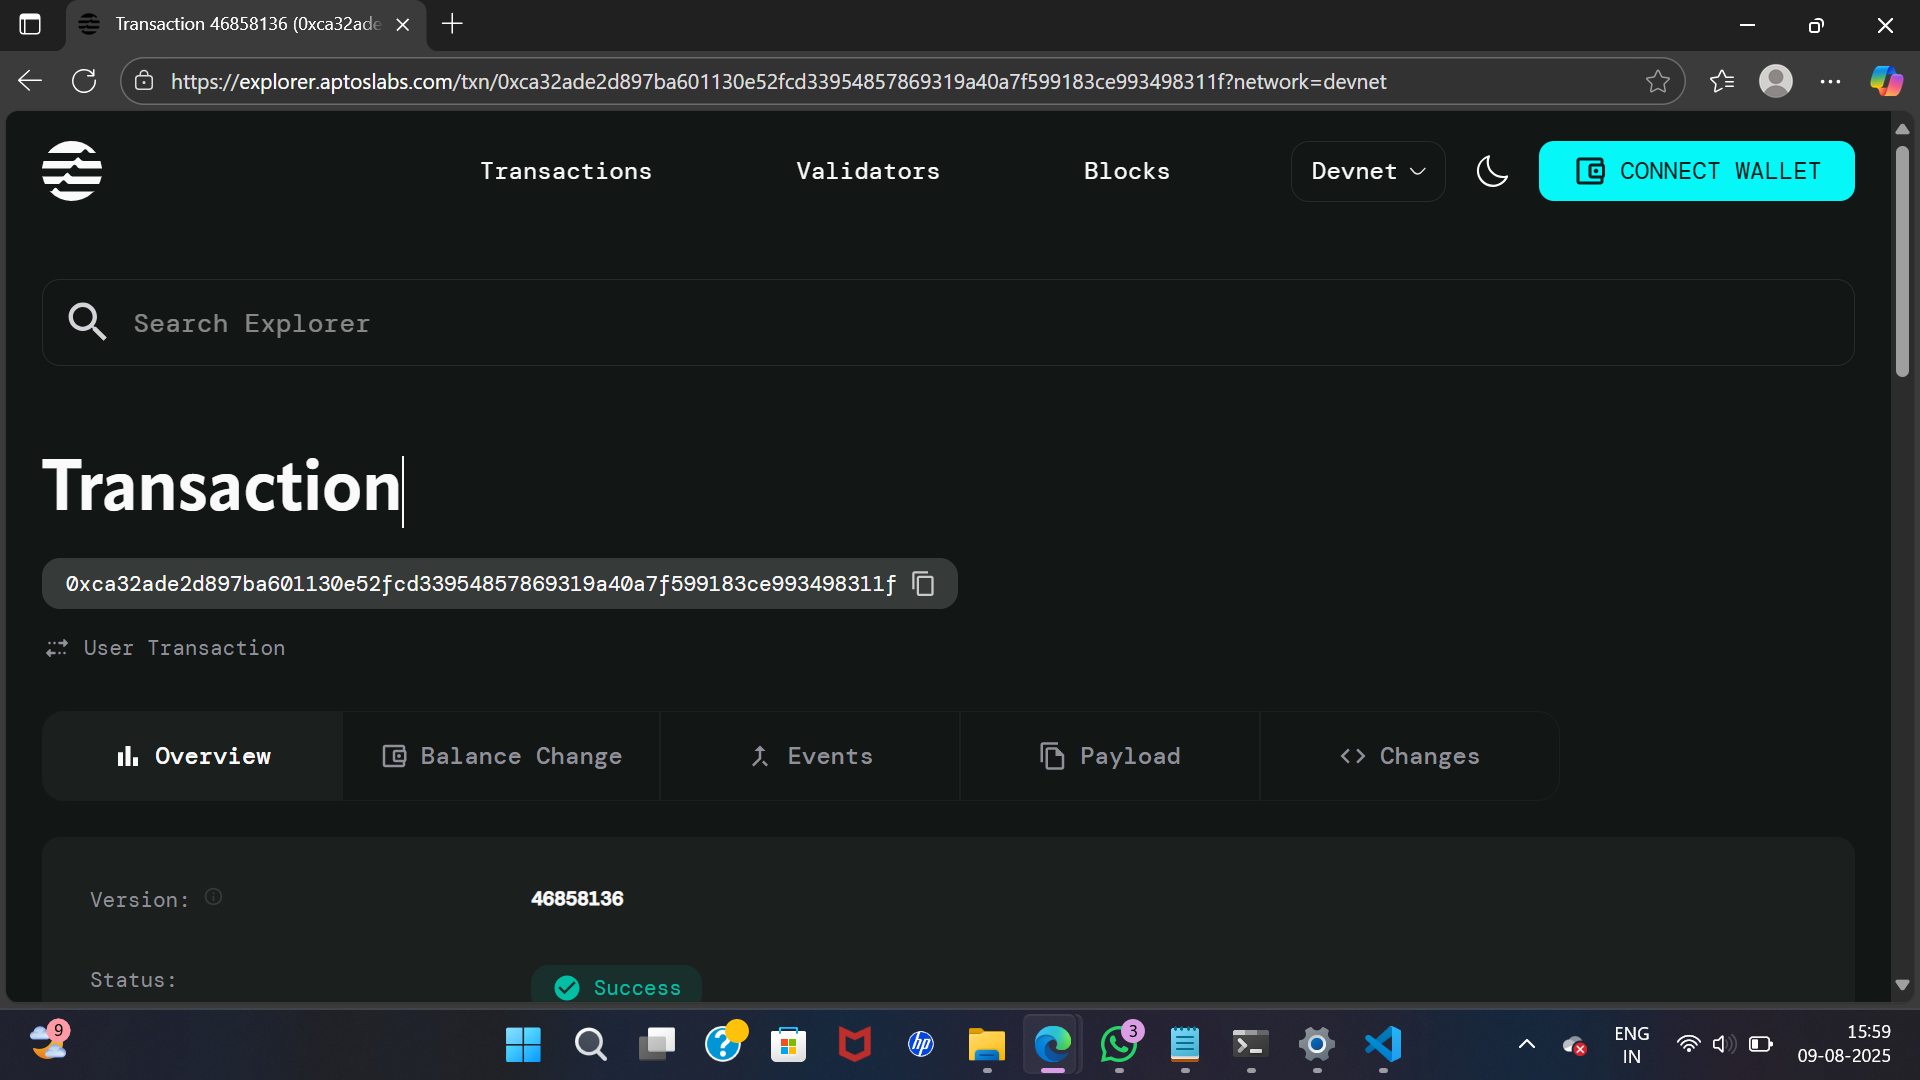 Transaction 46858136 (0xca32ade
https://explorer.aptoslabs.com/txn/0xca32ade2d897ba601130e52fcd33954857869319a40a7f599183ce993498311f?network=devnet
Transactions
Validators
Blocks
Devnet
CONNECT WALLET
Search Explorer
Transaction
0xca32ade2d897ba601130e52fcd33954857869319a40a7f599183ce993498311f
User Transaction
Overview
Balance Change
Events
Payload
Changes
Version:
46858136
Status:
Success
9
hp
3
ENG
IN
15:59
09-08-2025